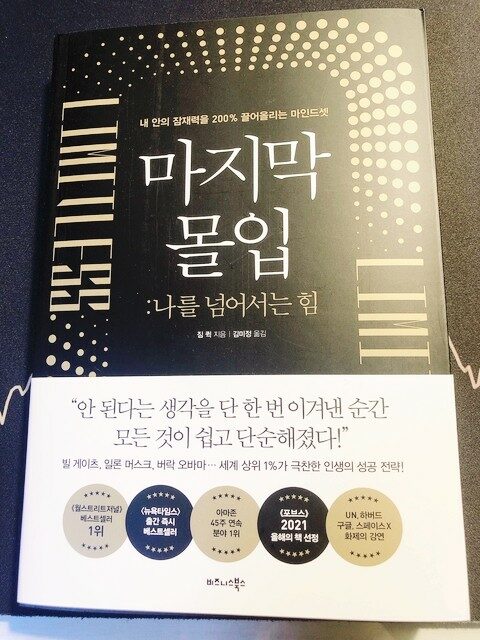 내 안의 잠재력을 200% 끌어올리는 마인드셋
LIMITLESS
마지막
몰입
:나를 넘어서는 힘
짐 퀵 지음 | 김미정 옮김
LIMI
“안 된다는 생각을 단 한 번 이겨낸 순간
모든 것이 쉽고 단순해졌다!”
빌 게이츠, 일론 머스크, 버락 오바마… 세계 상위 1%가 극찬한 인생의 성공 전략!
〈월스트리트저널〉
베스트셀러
1위
〈뉴욕타임스〉
출간 즉시
베스트셀러
아마존
45주 연속
분야 1위
〈포브스〉
2021
올해의 책 선정
UN, 하버드
구글, 스페이스X
화제의 강연
비즈니스북스